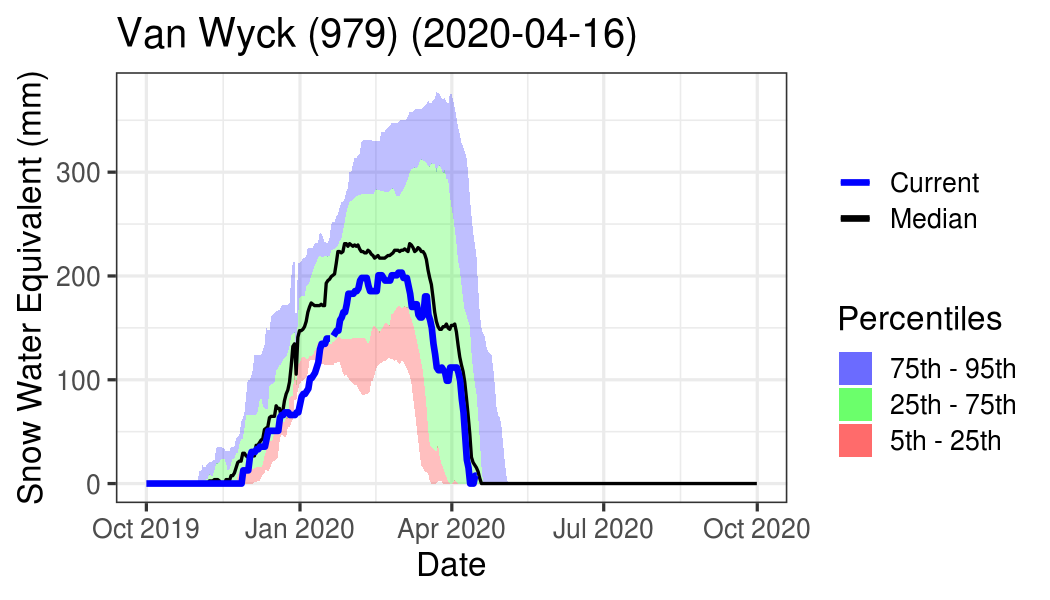 Van Wyck (979) (2020-04-16)
Snow Water Equivalent (mm)
300
200
100
0
Oct 2019
Jan 2020
Apr 2020
Jul 2020
Oct 2020
Date
Current
Median
Percentiles
75th - 95th
25th - 75th
5th - 25th